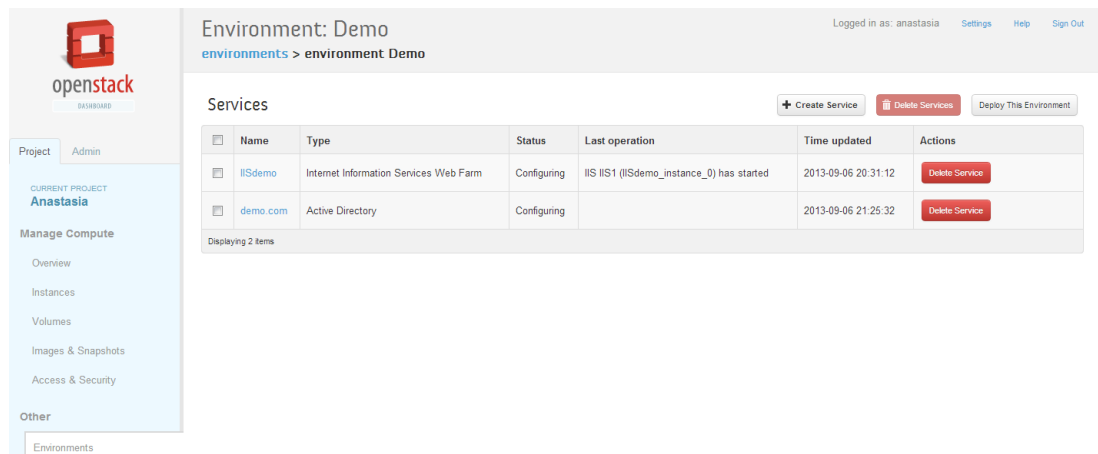 openstack
DASHBOARD
Project Admin
CURRENT PROJECT
Anastasia
Manage Compute
Overview
Instances
Volumes
Images & Snapshots
Access & Security
Other
Environments
Environment: Demo
environments > environment Demo
Logged in as: anastasia Settings Help Sign Out
Services
+ Create Service Delete Services Deploy This Environment
Name Type Status Last operation Time updated Actions
IISdemo Internet Information Services Web Farm Configuring IIS IIS1 (IISdemo_instance_0) has started 2013-09-06 20:31:12 Delete Service
demo.com Active Directory Configuring 2013-09-06 21:25:32 Delete Service
Displaying 2 items